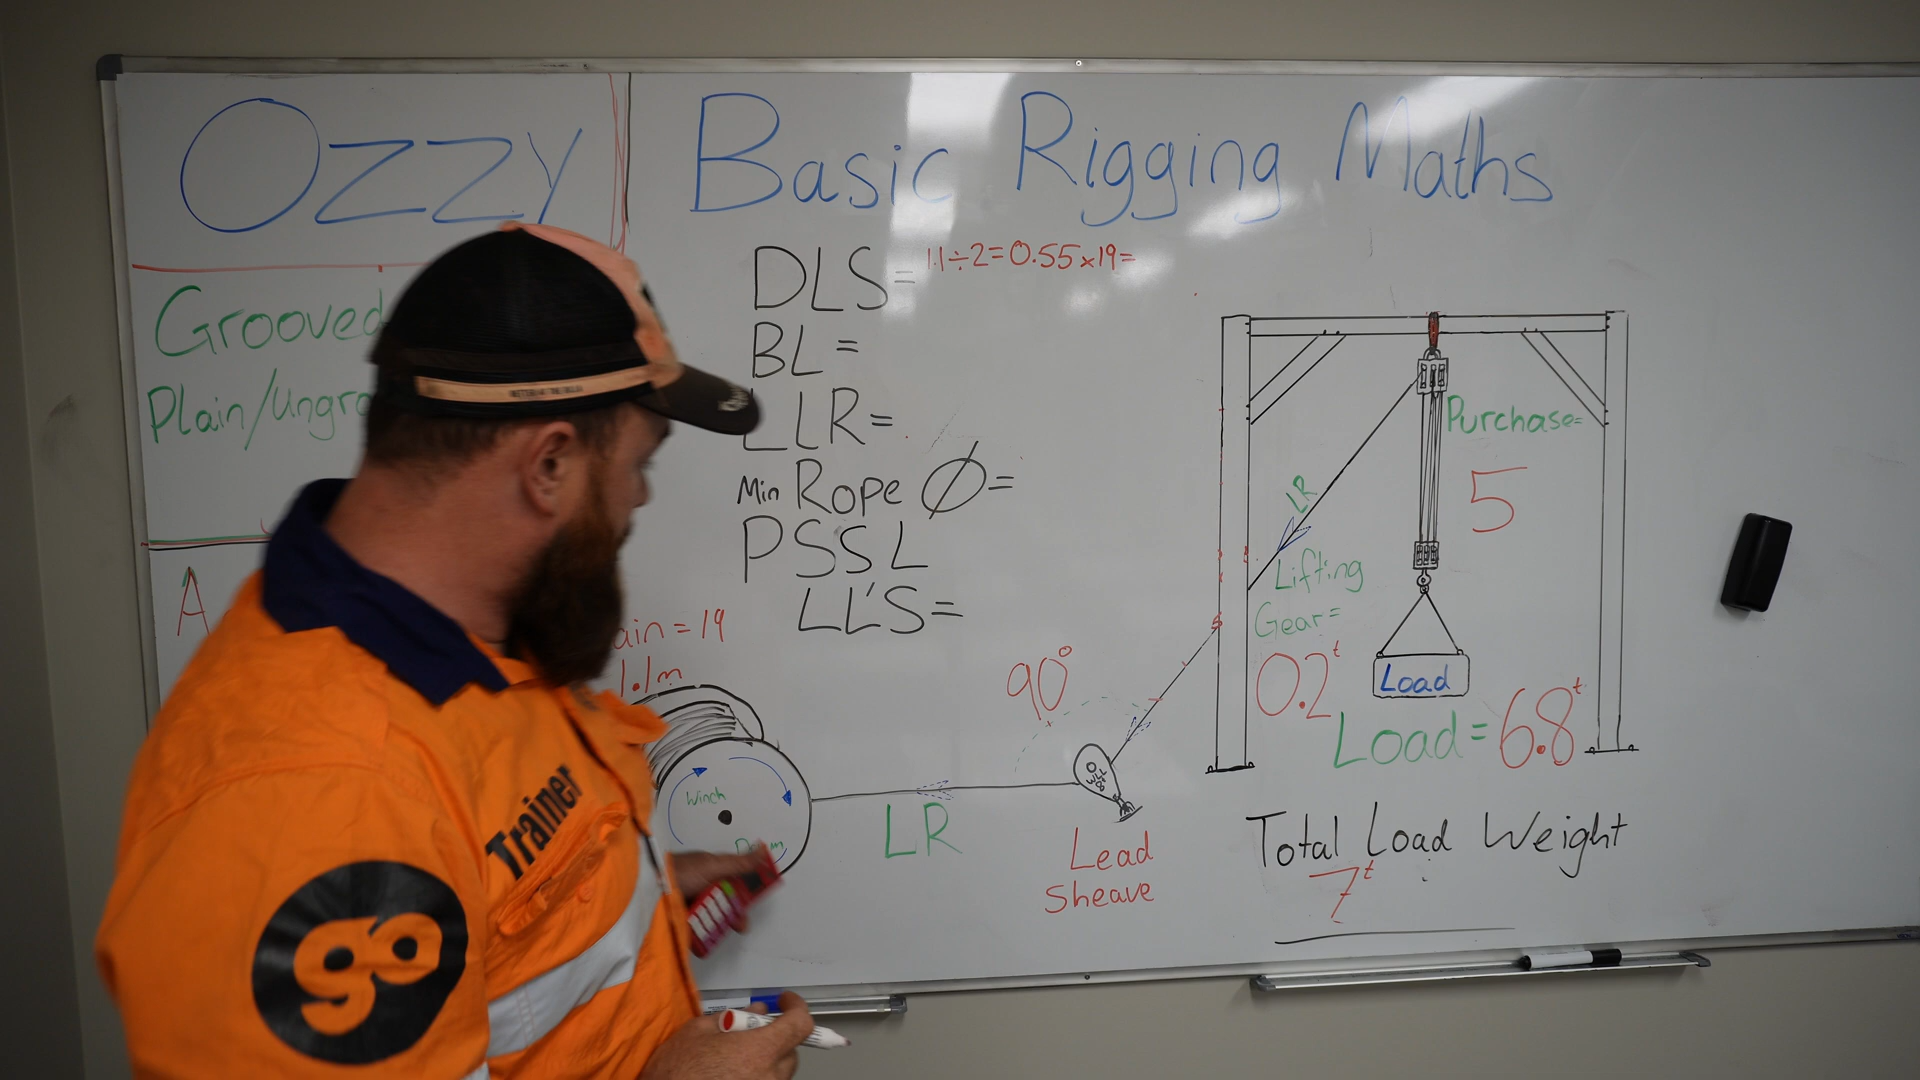 Ozzy
Basic Rigging Maths
Grooved
Plain/Ungro
A
DLS = 1.1÷2=0.55×19=
BL =
LLR=
Min Rope Ø=
PSSL
LL'S=
ain = 19
1.1m
Winch
Drum
LR
90°
WLL
8t
Lead
Sheave
LR
Purchase=
5
Lifting
Gear=
0.2t
Load
Load = 6.8t
Total Load Weight
7t
Trainer
go